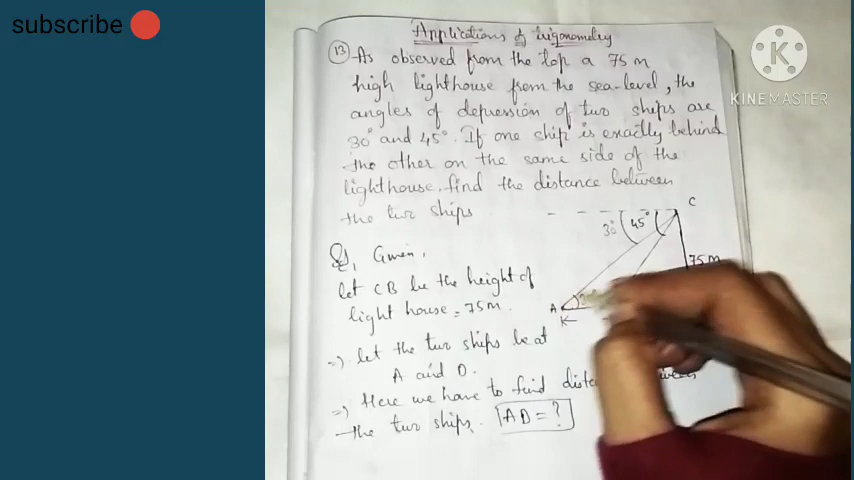 subscribe
Applications of trigonometry
13 As observed from the top a 75 m
high lighthouse from the sea-level, the
angles of depression of two ships are
30° and 45°. If one ship is exactly behind
the other on the same side of the
lighthouse, find the distance between
the two ships
KINEMASTER
C
30° 45°
75 m
A
Sol, Given,
let CB be the height of
light house = 75m.
=> let the two ships be at
A and D.
=> Here we have to find
the two ships. AD = ?